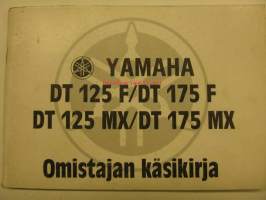 YAMAHA
DT 125 F/DT 175 F
DT 125 MX/DT 175 MX
Omistajan käsikirja